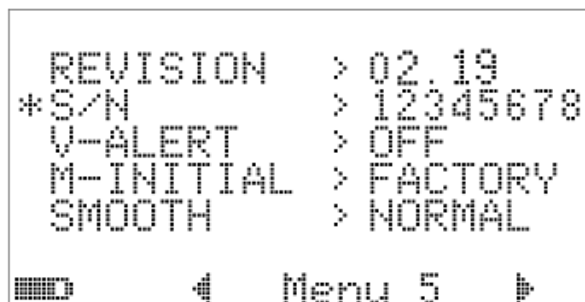 REVISION > 02.19
*S/N > 12345678
V-ALERT > OFF
M-INITIAL > FACTORY
SMOOTH > NORMAL
Menu 5